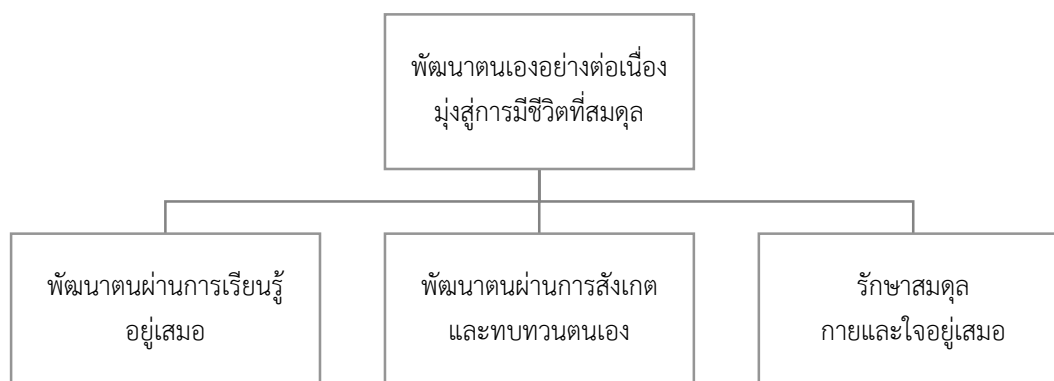 พัฒนาตนเองอย่างต่อเนื่อง
มุ่งสู่การมีชีวิตที่สมดุล
พัฒนาตนผ่านการเรียนรู้
อยู่เสมอ
พัฒนาตนผ่านการสังเกต
และทบทวนตนเอง
รักษาสมดุล
กายและใจอยู่เสมอ